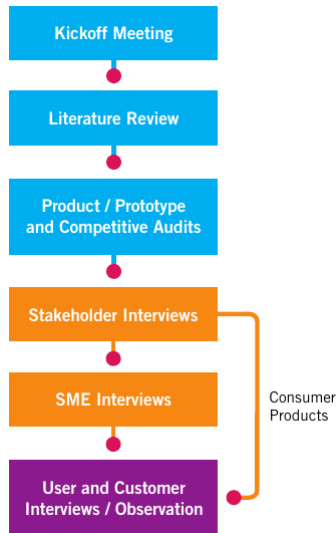 Kickoff Meeting
Literature Review
Product / Prototype
and Competitive Audits
Stakeholder Interviews
SME Interviews
Consumer
Products
User and Customer
Interviews / Observation